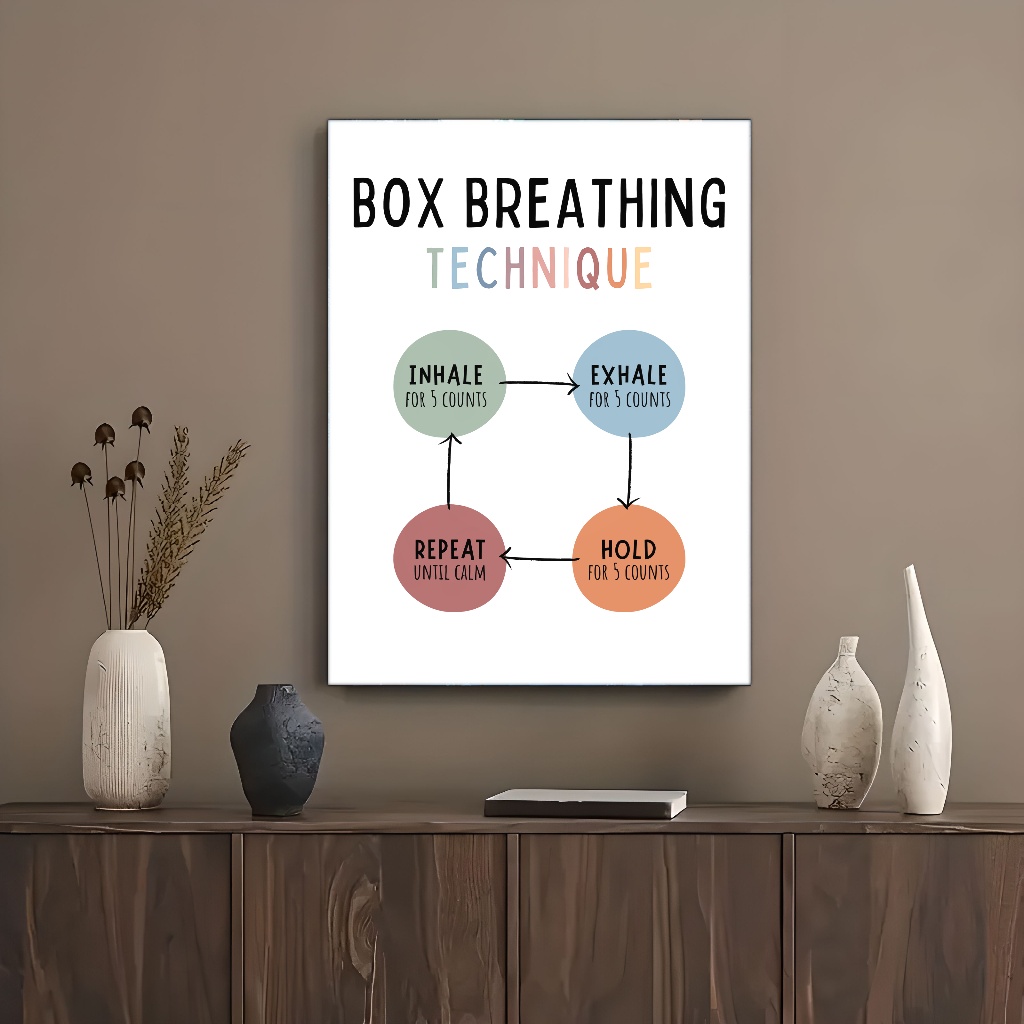 BOX BREATHING
TECHNIQUE
INHALE
FOR 5 COUNTS
EXHALE
FOR 5 COUNTS
HOLD
FOR 5 COUNTS
REPEAT
UNTIL CALM